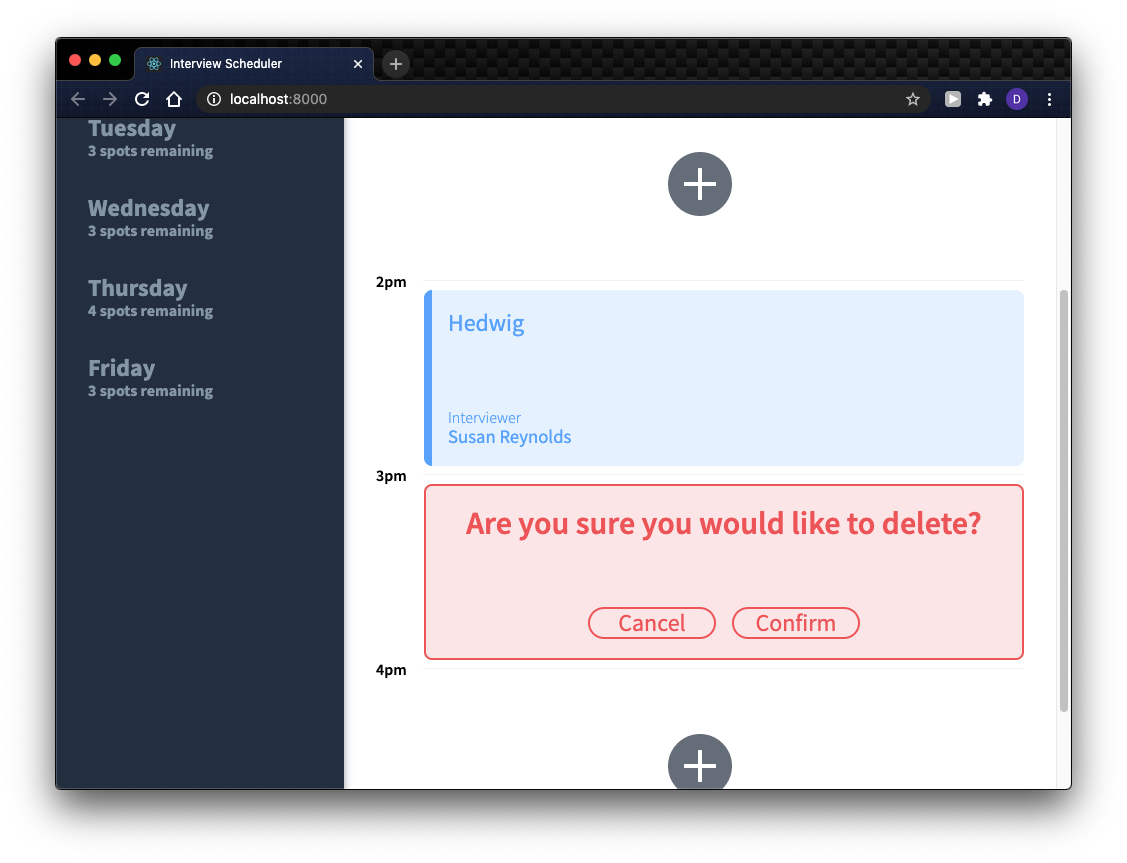 Interview Scheduler
localhost:8000
D
Tuesday
3 spots remaining
Wednesday
3 spots remaining
Thursday
4 spots remaining
Friday
3 spots remaining
2pm
Hedwig
Interviewer
Susan Reynolds
3pm
Are you sure you would like to delete?
Cancel Confirm
4pm